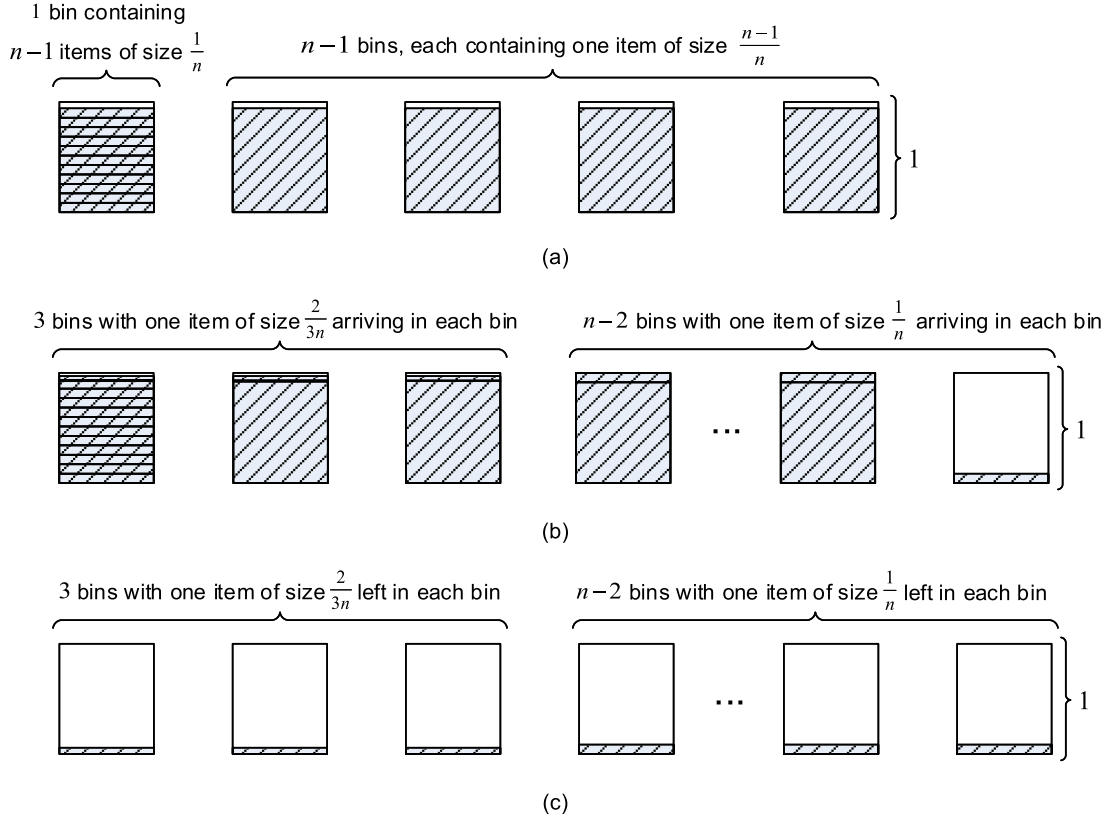 1 bin containing
n−1 items of size 1/n
n−1 bins, each containing one item of size (n−1)/n
1
(a)
3 bins with one item of size 2/3n arriving in each bin
n−2 bins with one item of size 1/n arriving in each bin
...
1
(b)
3 bins with one item of size 2/3n left in each bin
n−2 bins with one item of size 1/n left in each bin
...
1
(c)